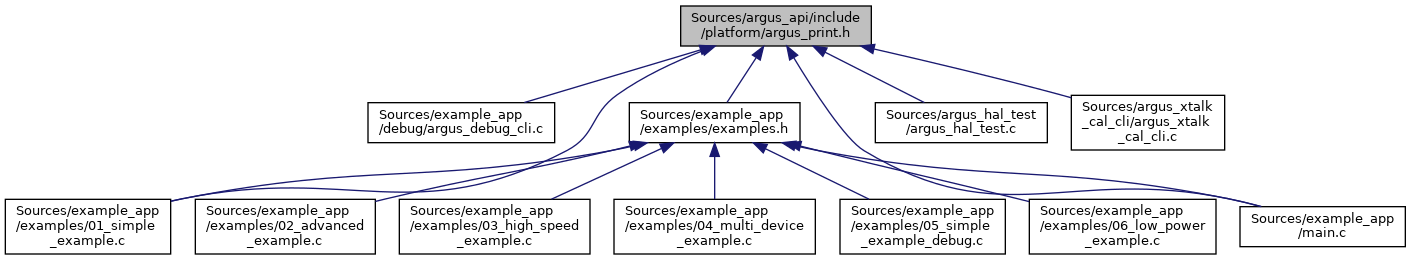 Sources/argus_api/include
/platform/argus_print.h
Sources/example_app
/debug/argus_debug_cli.c
Sources/example_app
/examples/examples.h
Sources/argus_hal_test
/argus_hal_test.c
Sources/argus_xtalk
_cal_cli/argus_xtalk
_cal_cli.c
Sources/example_app
/examples/01_simple
_example.c
Sources/example_app
/examples/02_advanced
_example.c
Sources/example_app
/examples/03_high_speed
_example.c
Sources/example_app
/examples/04_multi_device
_example.c
Sources/example_app
/examples/05_simple
_example_debug.c
Sources/example_app
/examples/06_low_power
_example.c
Sources/example_app
/main.c